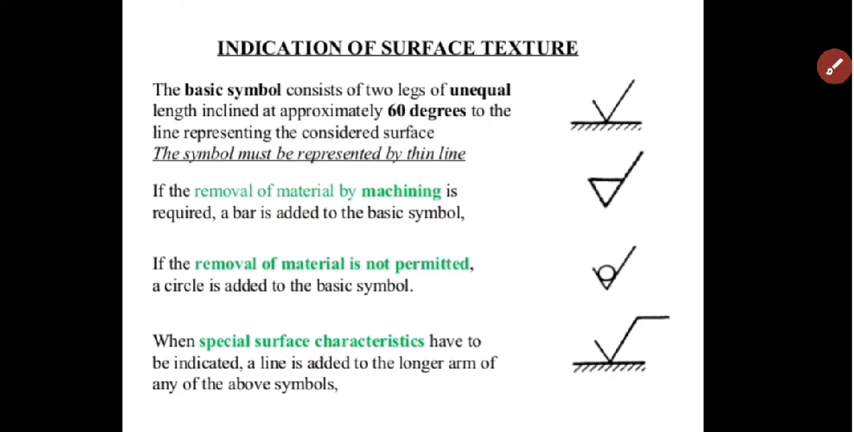 INDICATION OF SURFACE TEXTURE
The basic symbol consists of two legs of unequal
length inclined at approximately 60 degrees to the
line representing the considered surface
The symbol must be represented by thin line
If the removal of material by machining is
required, a bar is added to the basic symbol,
If the removal of material is not permitted,
a circle is added to the basic symbol.
When special surface characteristics have to
be indicated, a line is added to the longer arm of
any of the above symbols,